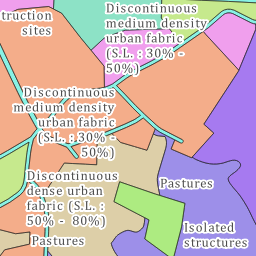 truction
sites
Discontinuous
medium density
urban fabric
(S.L. : 30% -
50%)
Discontinuous
medium density
urban fabric
(S.L. : 30% -
50%)
Discontinuous
dense urban
fabric (S.L. :
50% - 80%)
Pastures
Isolated
structures
Pastures